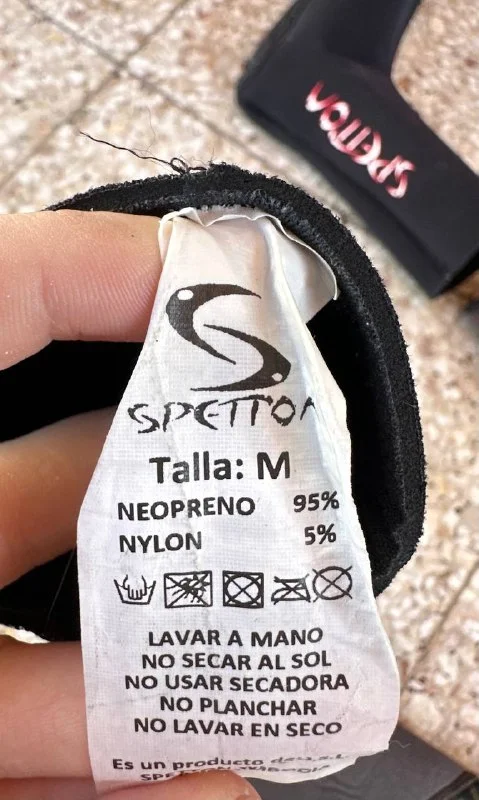 SPETTON
SPETTON
Talla: M
NEOPRENO 95%
NYLON 5%
LAVAR A MANO
NO SECAR AL SOL
NO USAR SECADORA
NO PLANCHAR
NO LAVAR EN SECO
Es un producto de